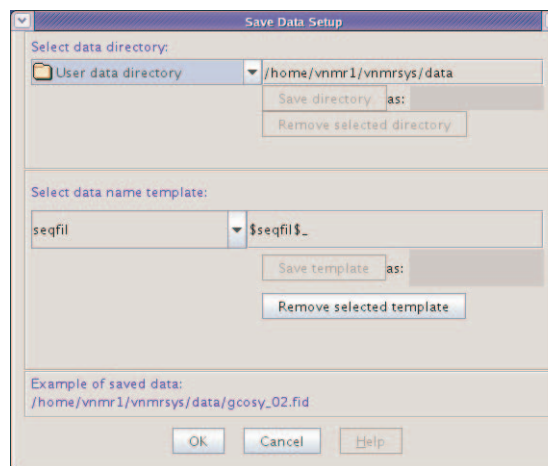 Save Data Setup
Select data directory:
User data directory
/home/vnmr1/vnmrsys/data
Save directory as:
Remove selected directory
Select data name template:
seqfil
$seqfil$_
Save template as:
Remove selected template
Example of saved data:
/home/vnmr1/vnmrsys/data/gcosy_02.fid
OK Cancel Help